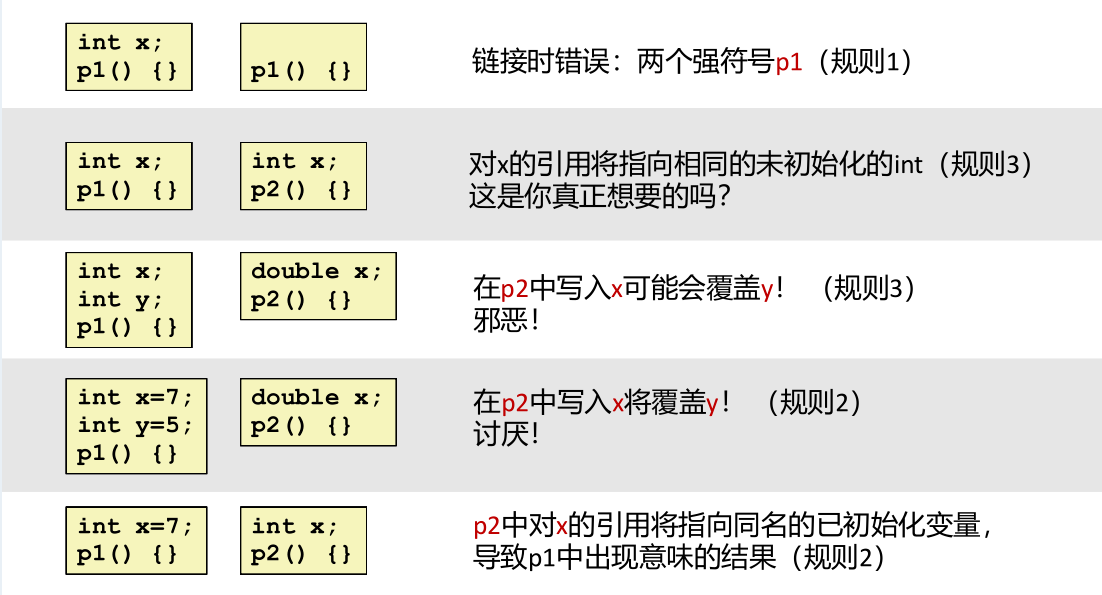 int x;
p1() {}
p1() {}
链接时错误：两个强符号p1（规则1）
int x;
p1() {}
int x;
p2() {}
对x的引用将指向相同的未初始化的int（规则3）
这是你真正想要的吗？
int x;
int y;
p1() {}
double x;
p2() {}
在p2中写入x可能会覆盖y！ （规则3）
邪恶！
int x=7;
int y=5;
p1() {}
double x;
p2() {}
在p2中写入x将覆盖y！ （规则2）
讨厌！
int x=7;
p1() {}
int x;
p2() {}
p2中对x的引用将指向同名的已初始化变量，
导致p1中出现意味的结果（规则2）